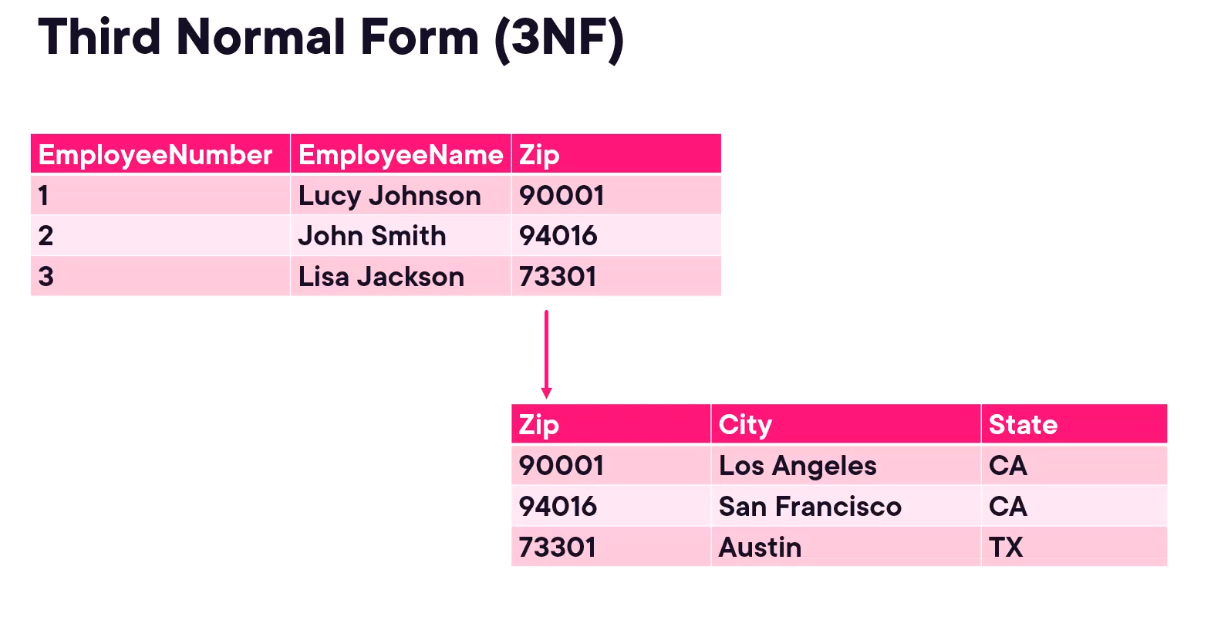 Third Normal Form (3NF)
EmployeeNumber EmployeeName Zip
1 Lucy Johnson 90001
2 John Smith 94016
3 Lisa Jackson 73301
Zip City State
90001 Los Angeles CA
94016 San Francisco CA
73301 Austin TX